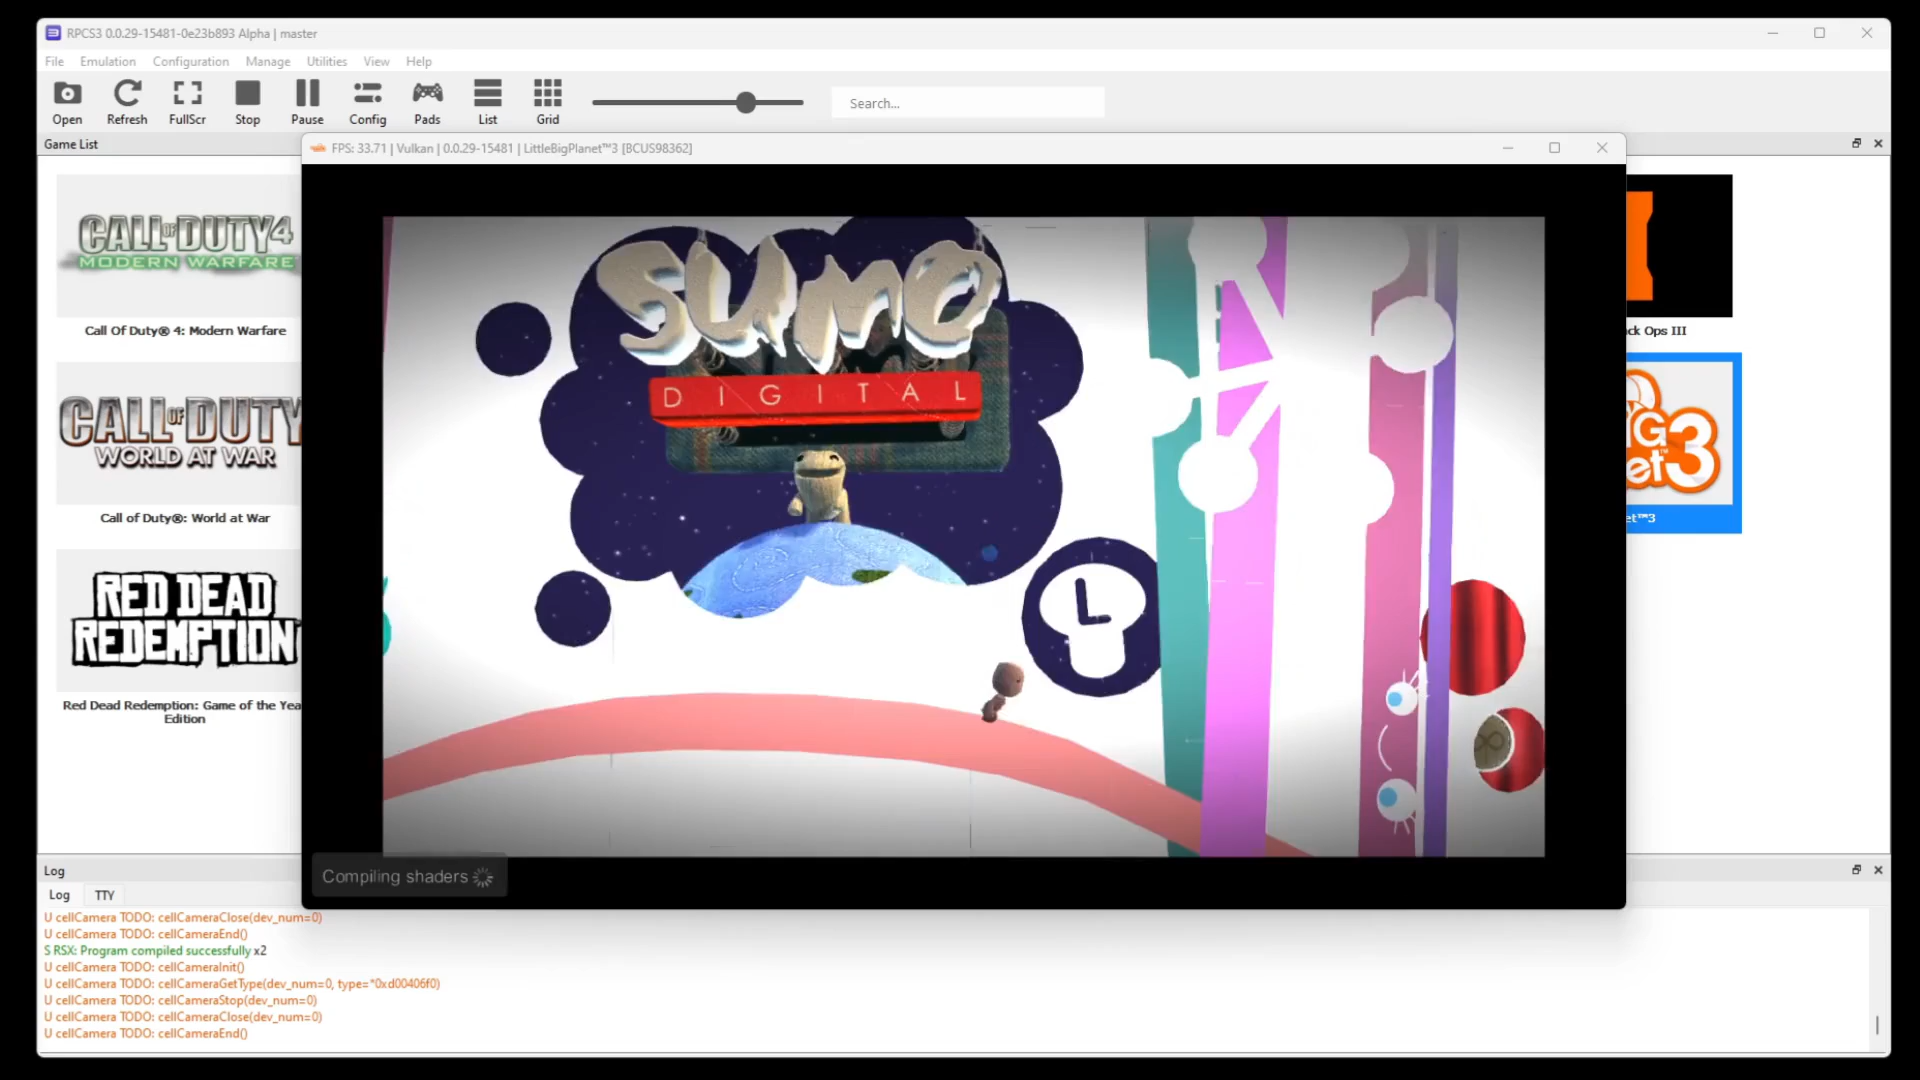 RPCS3 0.0.29-15481-0e23b893 Alpha | master
File Emulation Configuration Manage Utilities View Help
Open Refresh FullScr Stop Pause Config Pads List Grid Search...
Game List
FPS: 33.71 | Vulkan | 0.0.29-15481 | LittleBigPlanet™3 [BCUS98362]
CALL OF DUTY 4
MODERN WARFARE
Call Of Duty® 4: Modern Warfare
CALL OF DUTY
WORLD AT WAR
Call of Duty®: World at War
RED DEAD
REDEMPTION
Red Dead Redemption: Game of the Yea
Edition
SUMO
DIGITAL
L
ck Ops III
G
et™3
et™3
Compiling shaders
Log
Log TTY
U cellCamera TODO: cellCameraClose(dev_num=0)
U cellCamera TODO: cellCameraEnd()
S RSX: Program compiled successfully x2
U cellCamera TODO: cellCameraInit()
U cellCamera TODO: cellCameraGetType(dev_num=0, type=*0xd00406f0)
U cellCamera TODO: cellCameraStop(dev_num=0)
U cellCamera TODO: cellCameraClose(dev_num=0)
U cellCamera TODO: cellCameraEnd()